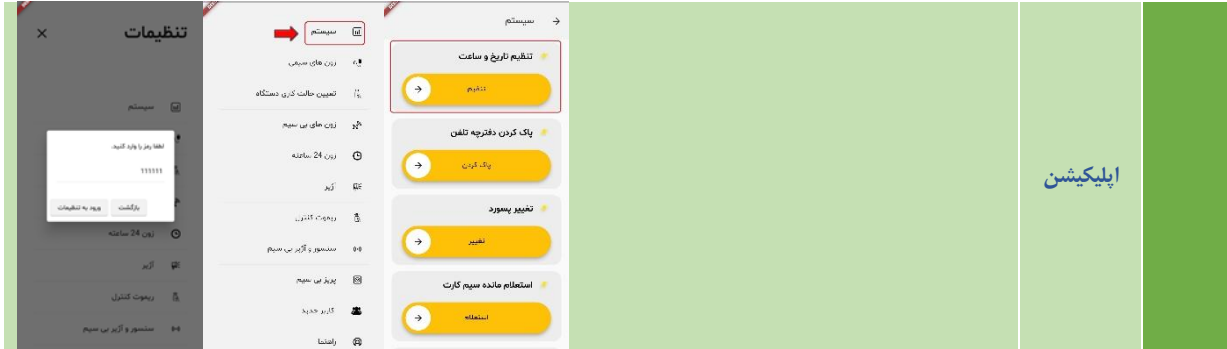 اپلیکیشن
سیستم
تنظیم تاریخ و ساعت
تنظیم
پاک کردن دفترچه تلفن
پاک کردن
تغییر پسورد
تغییر
استعلام مانده سیم کارت
استعلام
سیستم
زون های سیمی
تعیین حالت کاری دستگاه
زون های بی سیم
زون 24 ساعته
آژیر
ریموت کنترل
سنسور و آژیر بی سیم
پریز بی سیم
کاربر جدید
راهنما
تنظیمات
سیستم
لطفا رمز را وارد کنید.
111111
بازگشت
ورود به تنظیمات
زون 24 ساعته
آژیر
ریموت کنترل
سنسور و آژیر بی سیم